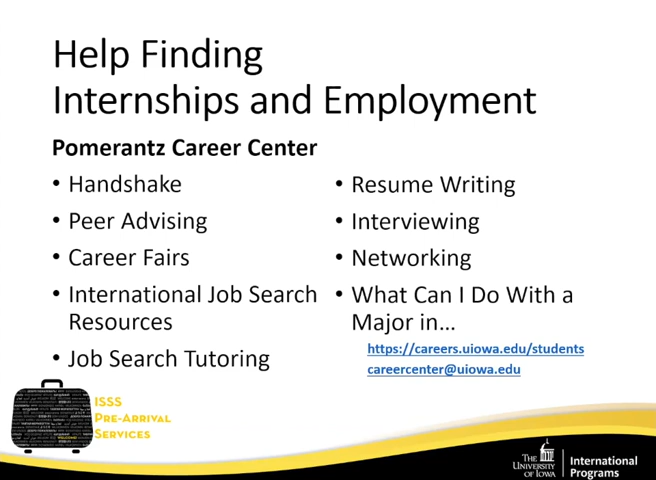 Help Finding
Internships and Employment
Pomerantz Career Center
• Handshake
• Peer Advising
• Career Fairs
• International Job Search
Resources
• Job Search Tutoring
• Resume Writing
• Interviewing
• Networking
• What Can I Do With a
Major in...
https://careers.uiowa.edu/students
careercenter@uiowa.edu
ISSS
Pre-Arrival
Services
The
University
of Iowa
International
Programs